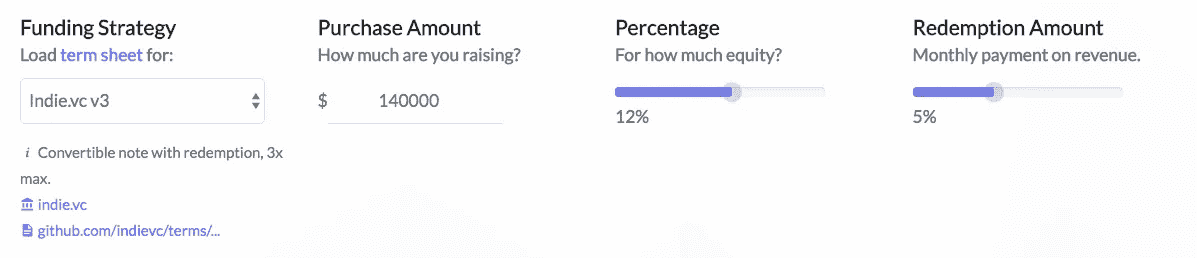 Funding Strategy
Load term sheet for:
Indie.vc v3
i Convertible note with redemption, 3x
max.
indie.vc
github.com/indievc/terms/...
Purchase Amount
How much are you raising?
$ 140000
Percentage
For how much equity?
12%
Redemption Amount
Monthly payment on revenue.
5%